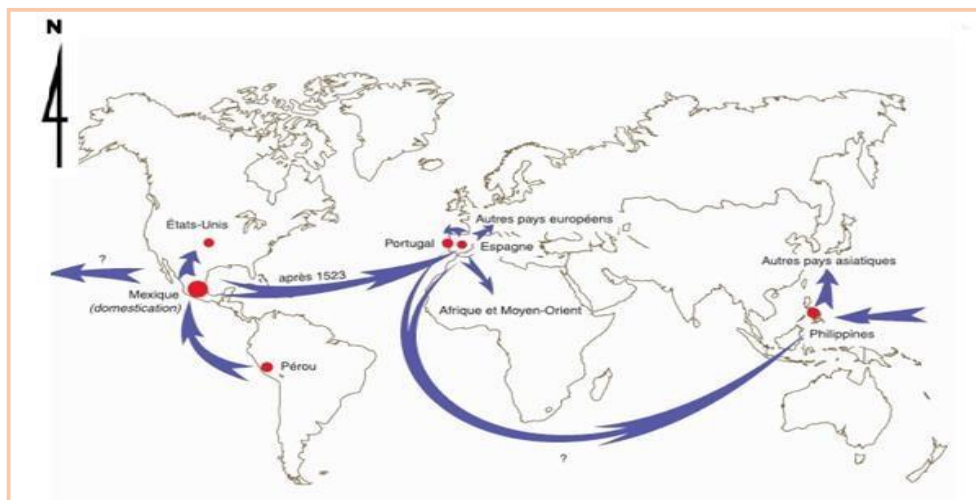 N
États-Unis
?
Mexique
(domestication)
Pérou
après 1523
Portugal
Espagne
Autres pays européens
Afrique et Moyen-Orient
Autres pays asiatiques
Philippines
?